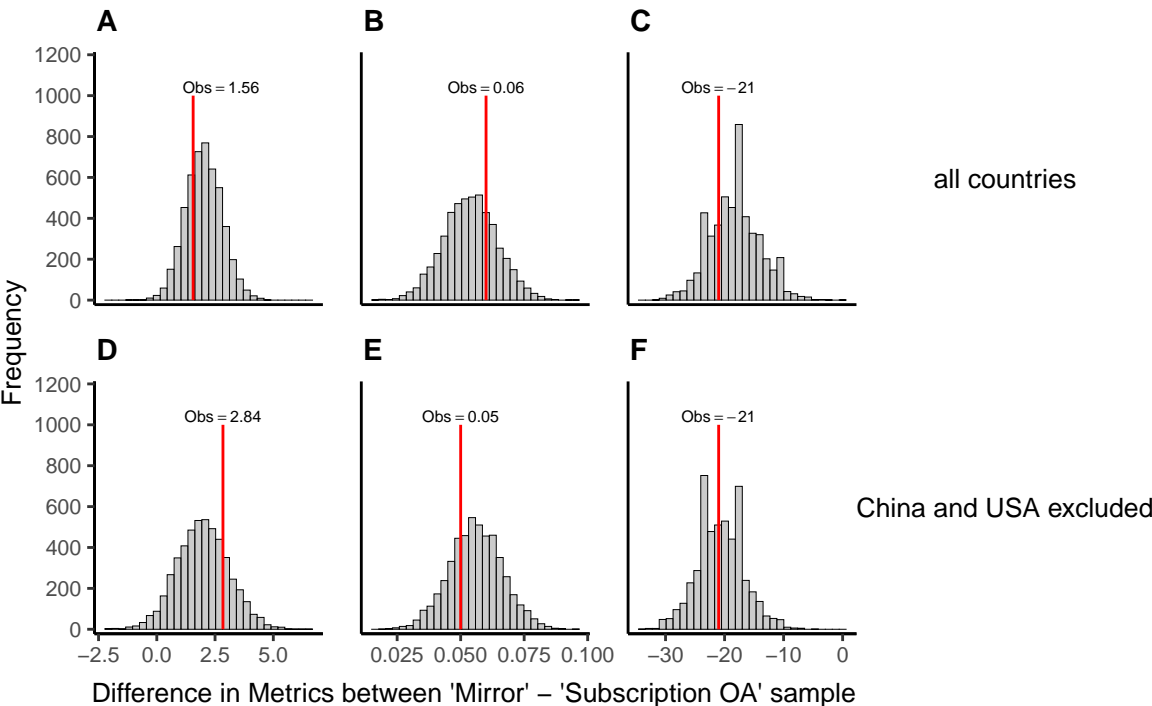 A B C
1200
1000
800
600
400
200
0
Obs = 1.56
Obs = 0.06
Obs = −21
all countries
Frequency
D E F
1200
1000
800
600
400
200
0
Obs = 2.84
Obs = 0.05
Obs = −21
China and USA excluded
−2.5 0.0 2.5 5.0
0.025 0.050 0.075 0.100
−30 −20 −10 0
Difference in Metrics between 'Mirror' − 'Subscription OA' sample